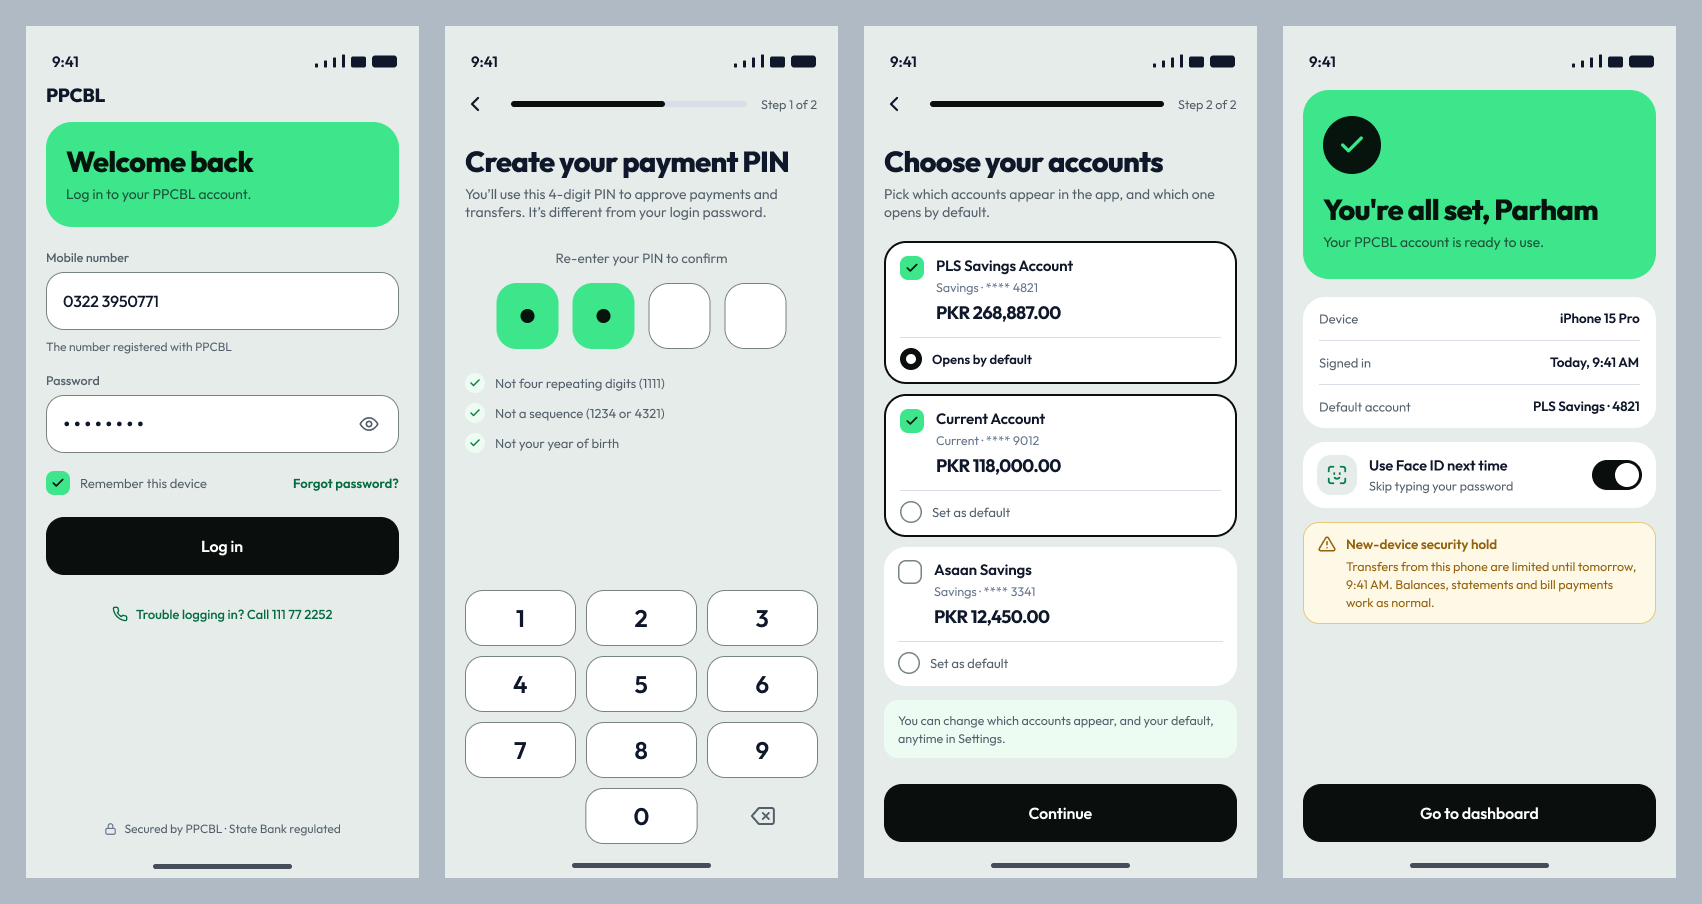 9:41
PPCBL
Welcome back
Log in to your PPCBL account.
Mobile number
0322 3950771
The number registered with PPCBL
Password
••••••••
Remember this device
Forgot password?
Log in
Trouble logging in? Call 111 77 2252
Secured by PPCBL · State Bank regulated
9:41
Step 1 of 2
Create your payment PIN
You'll use this 4-digit PIN to approve payments and
transfers. It's different from your login password.
Re-enter your PIN to confirm
Not four repeating digits (1111)
Not a sequence (1234 or 4321)
Not your year of birth
1 2 3
4 5 6
7 8 9
0
9:41
Step 2 of 2
Choose your accounts
Pick which accounts appear in the app, and which one
opens by default.
PLS Savings Account
Savings · **** 4821
PKR 268,887.00
Opens by default
Current Account
Current · **** 9012
PKR 118,000.00
Set as default
Asaan Savings
Savings · **** 3341
PKR 12,450.00
Set as default
You can change which accounts appear, and your default,
anytime in Settings.
Continue
9:41
You're all set, Parham
Your PPCBL account is ready to use.
Device iPhone 15 Pro
Signed in Today, 9:41 AM
Default account PLS Savings · 4821
Use Face ID next time
Skip typing your password
New-device security hold
Transfers from this phone are limited until tomorrow,
9:41 AM. Balances, statements and bill payments
work as normal.
Go to dashboard